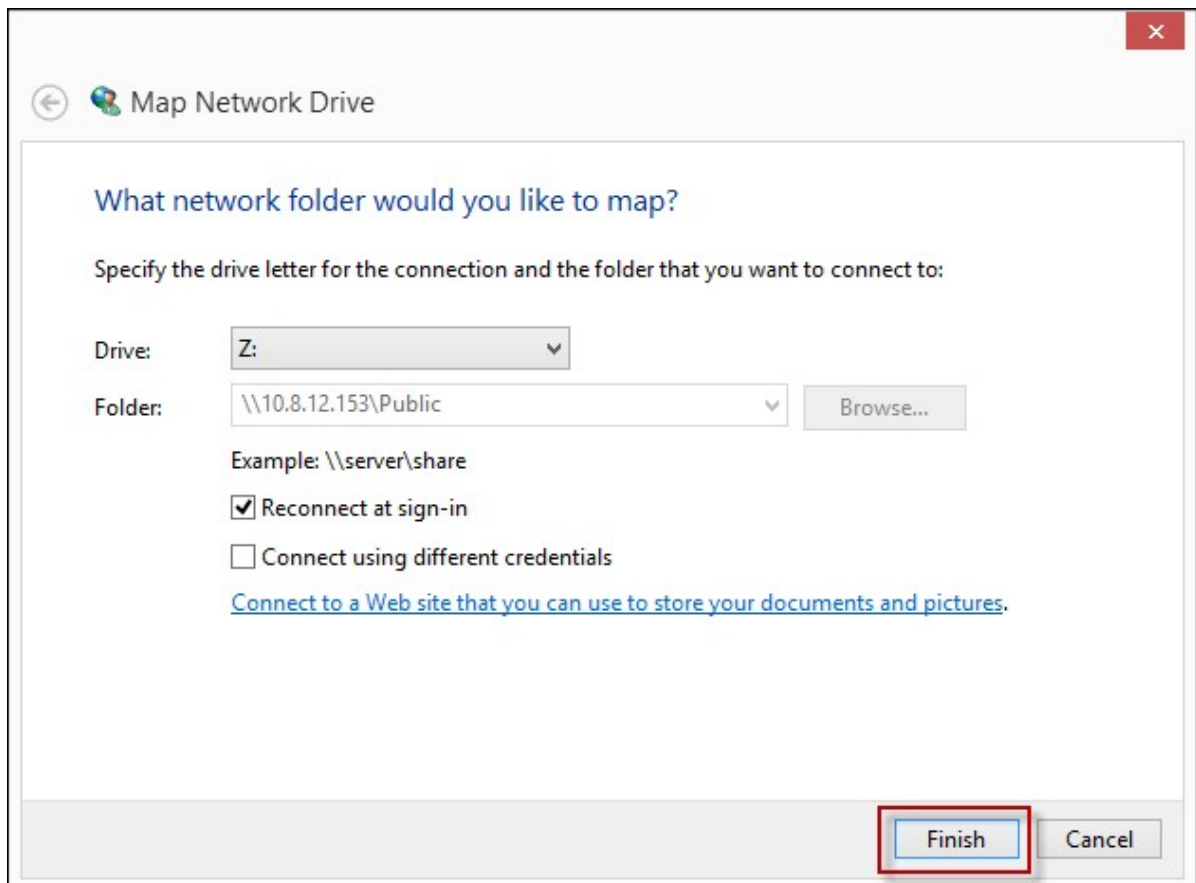 Map Network Drive
What network folder would you like to map?
Specify the drive letter for the connection and the folder that you want to connect to:
Drive: Z:
Folder: \\10.8.12.153\Public Browse...
Example: \\server\share
Reconnect at sign-in
Connect using different credentials
Connect to a Web site that you can use to store your documents and pictures.
Finish Cancel